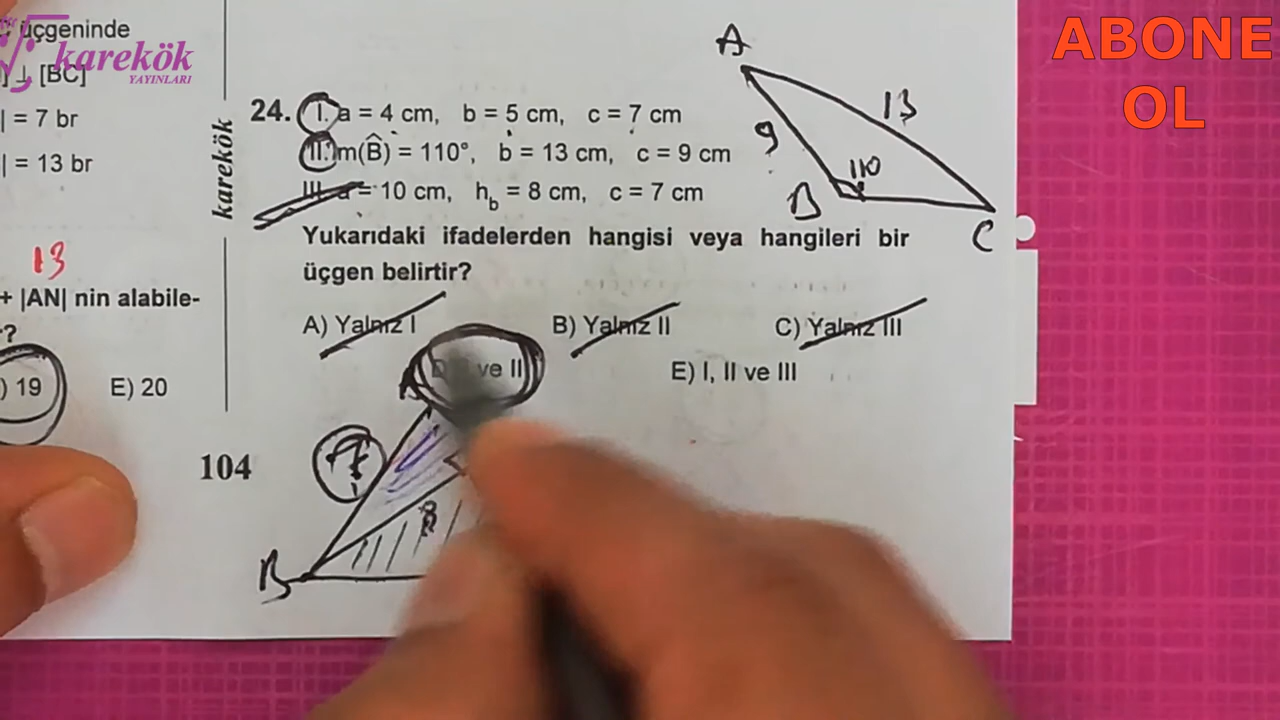 üçgeninde
karekök
YAYINLARI
⊥ [BC]
| = 7 br
| = 13 br
13
+ |AN| nin alabile-
?
) 19 E) 20
karekök
104
24. I. a = 4 cm, b = 5 cm, c = 7 cm
II. m(B̂) = 110°, b = 13 cm, c = 9 cm
III. a = 10 cm, h_b = 8 cm, c = 7 cm
Yukarıdaki ifadelerden hangisi veya hangileri bir
üçgen belirtir?
A) Yalnız I B) Yalnız II C) Yalnız III
ve II E) I, II ve III
A
13
9
110
B
C
7
8
B
ABONE
OL